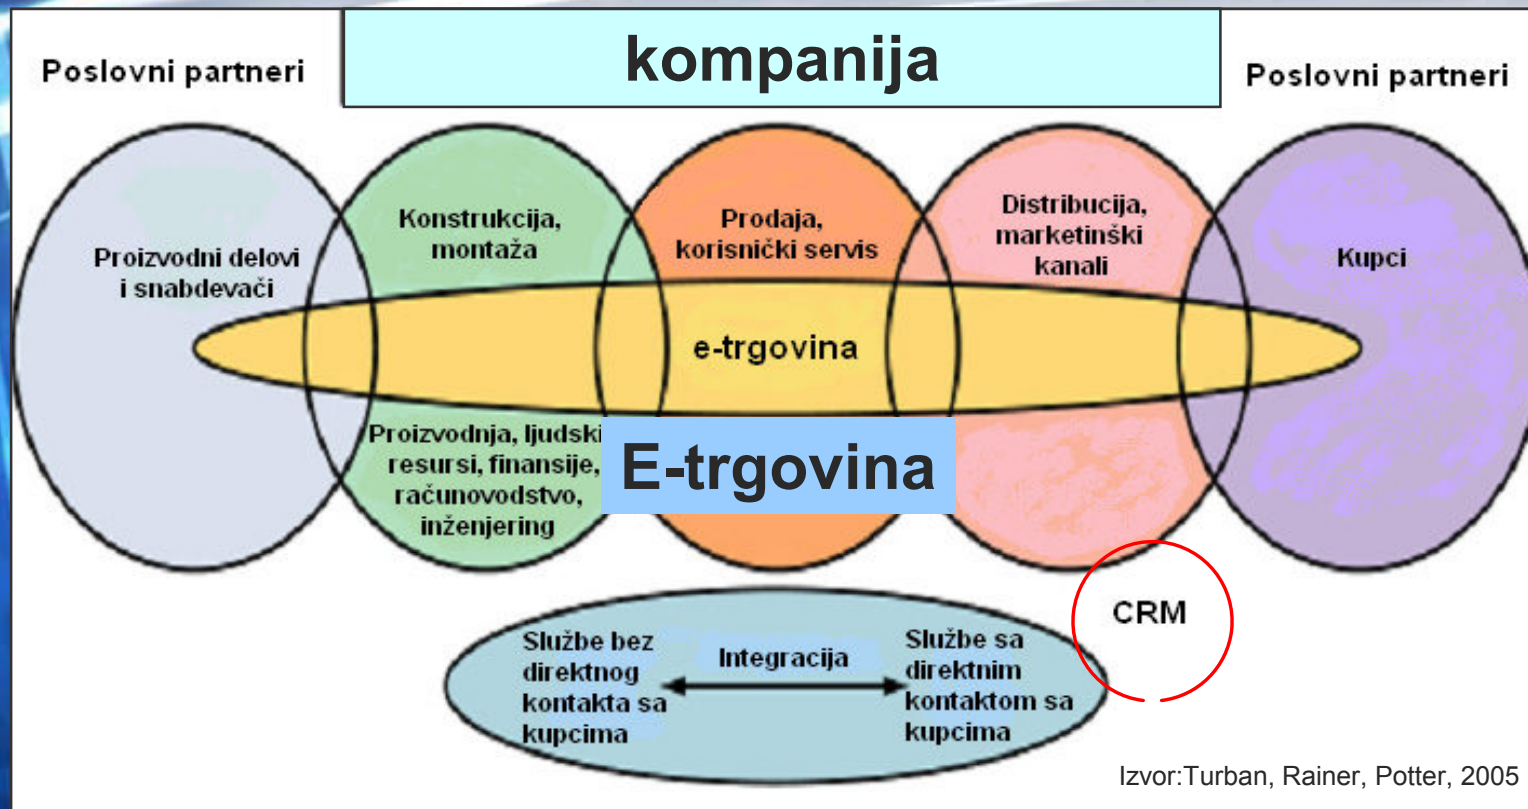 kompanija
Poslovni partneri
Poslovni partneri
Proizvodni delovi
i snabdevači
Konstrukcija,
montaža
Prodaja,
korisnički servis
Distribucija,
marketinški
kanali
Kupci
e-trgovina
Proizvodnja, ljudski
resursi, finansije,
računovodstvo,
inženjering
E-trgovina
CRM
Službe bez
direktnog
kontakta sa
kupcima
Integracija
Službe sa
direktnim
kontaktom sa
kupcima
Izvor:Turban, Rainer, Potter, 2005